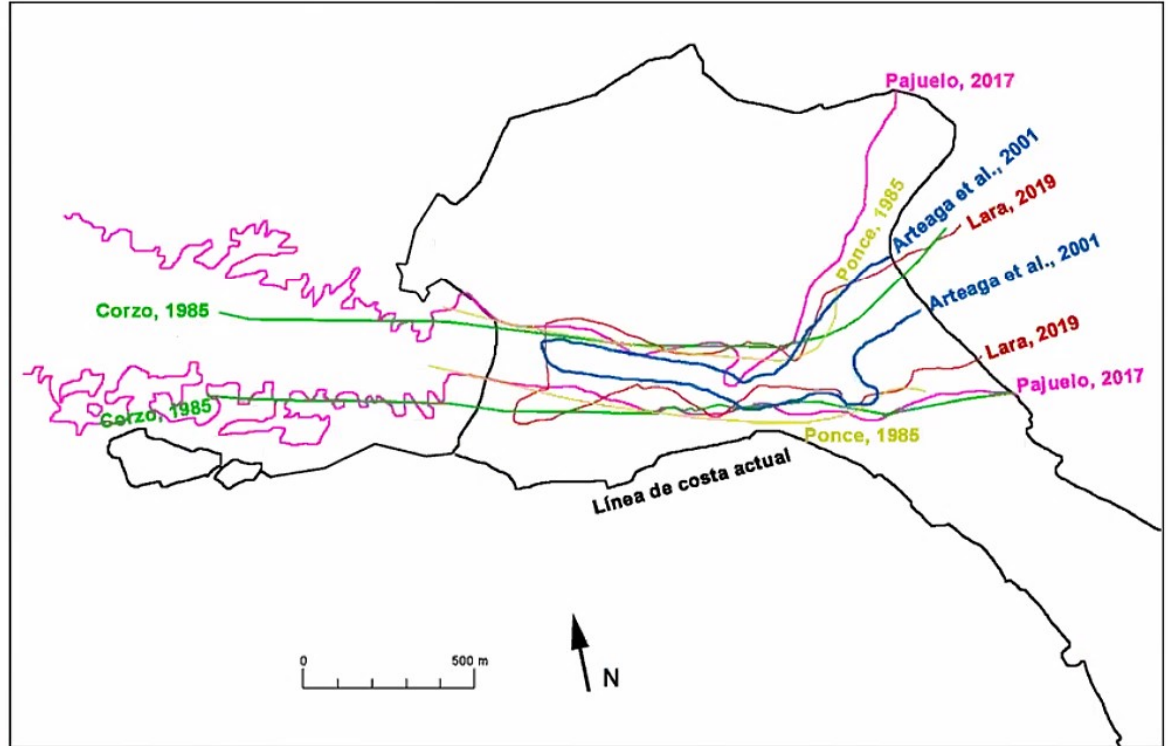 Pajuelo, 2017
Arteaga et al., 2001
Ponce, 1985
Lara, 2019
Arteaga et al., 2001
Corzo, 1985
Lara, 2019
Pajuelo, 2017
Corzo, 1985
Ponce, 1985
Línea de costa actual
0 500 m
N